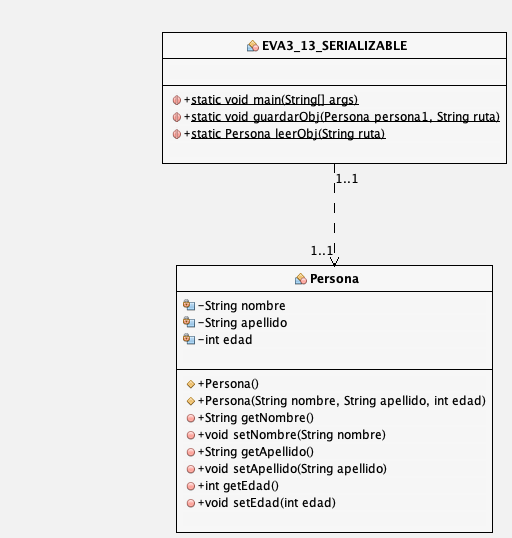 EVA3_13_SERIALIZABLE
+static void main(String[] args)
+static void guardarObj(Persona persona1, String ruta)
+static Persona leerObj(String ruta)
1..1
1..1
Persona
-String nombre
-String apellido
-int edad
+Persona()
+Persona(String nombre, String apellido, int edad)
+String getNombre()
+void setNombre(String nombre)
+String getApellido()
+void setApellido(String apellido)
+int getEdad()
+void setEdad(int edad)